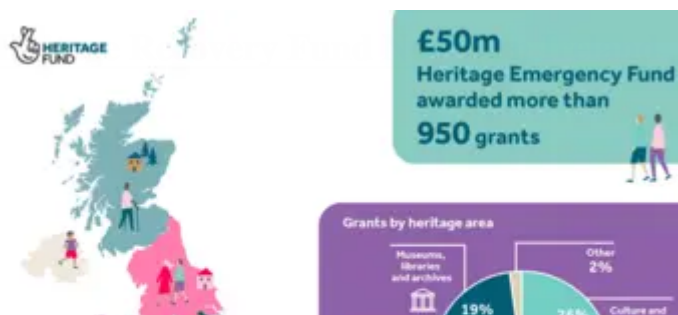 HERITAGE
FUND
£50m
Heritage Emergency Fund
awarded more than
950 grants
Grants by heritage area
Museums,
libraries
and archives
19%
Other
2%
Culture and